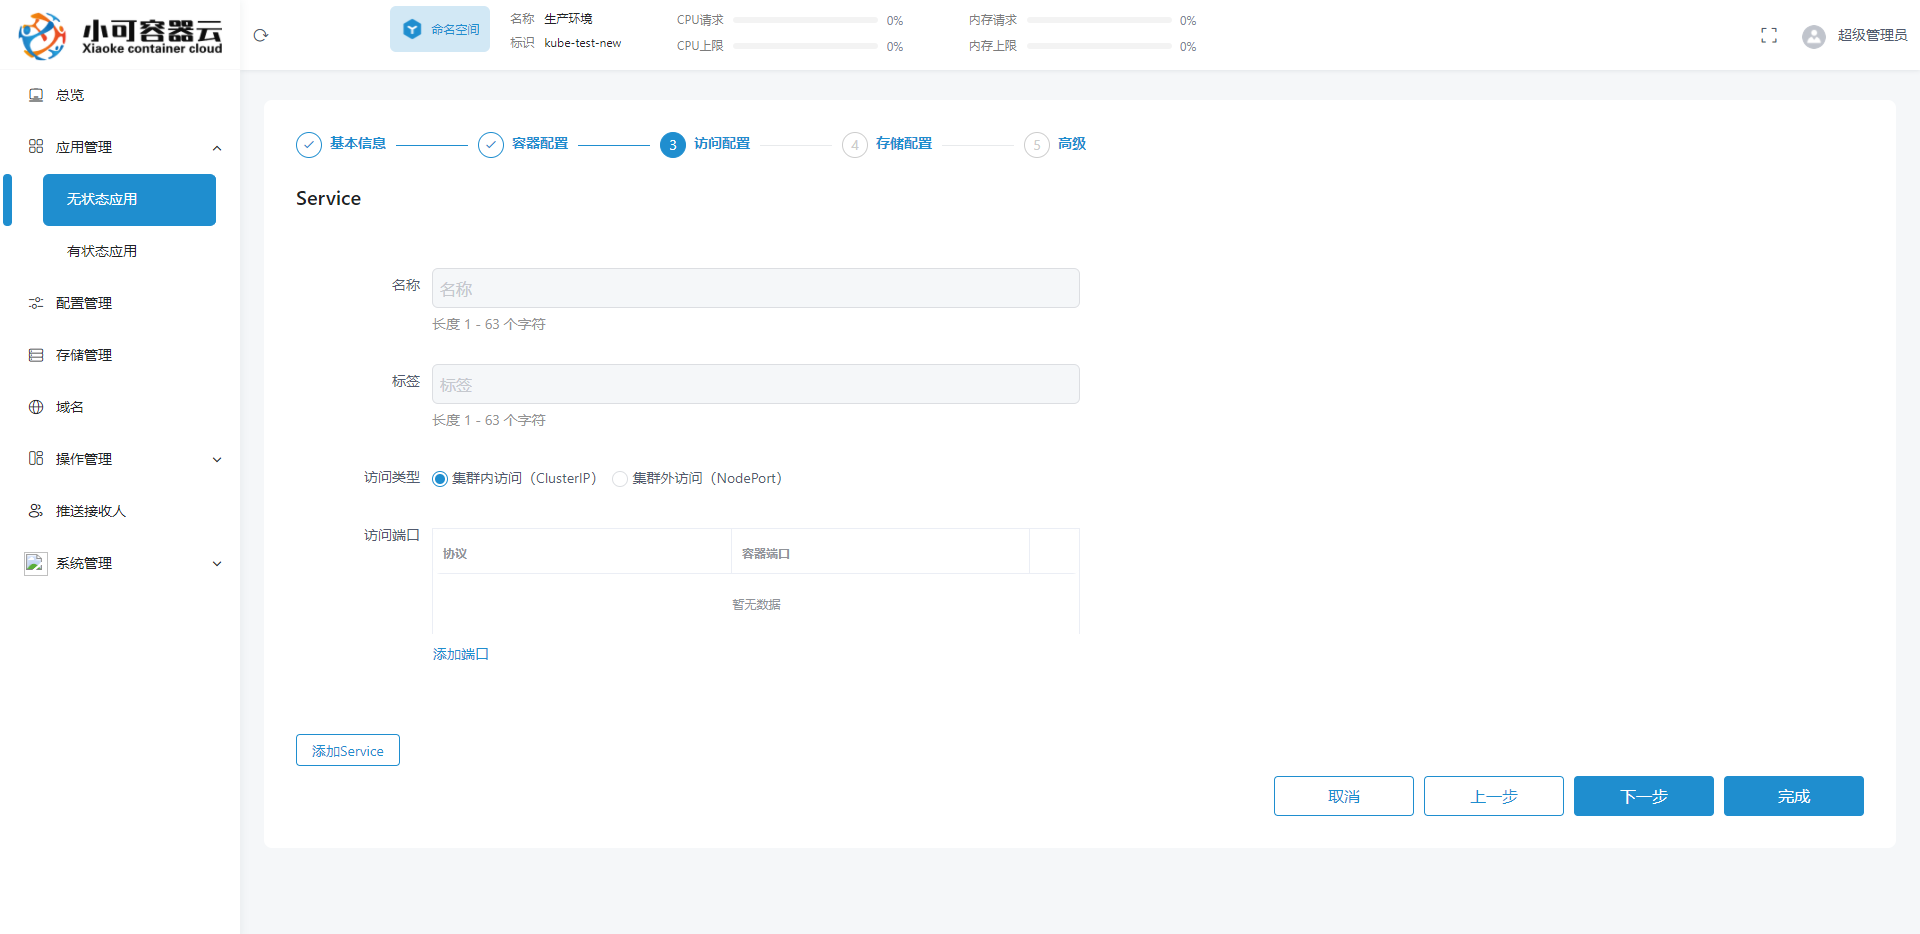 小可容器云
Xiaoke container cloud
命名空间
名称 生产环境
标识 kube-test-new
CPU请求 0%
CPU上限 0%
内存请求 0%
内存上限 0%
超级管理员
总览
应用管理
无状态应用
有状态应用
配置管理
存储管理
域名
操作管理
推送接收人
系统管理
基本信息
容器配置
3 访问配置
4 存储配置
5 高级
Service
名称 名称
长度 1 - 63 个字符
标签 标签
长度 1 - 63 个字符
访问类型 集群内访问（ClusterIP） 集群外访问（NodePort）
访问端口 协议 容器端口
暂无数据
添加端口
添加Service
取消 上一步 下一步 完成